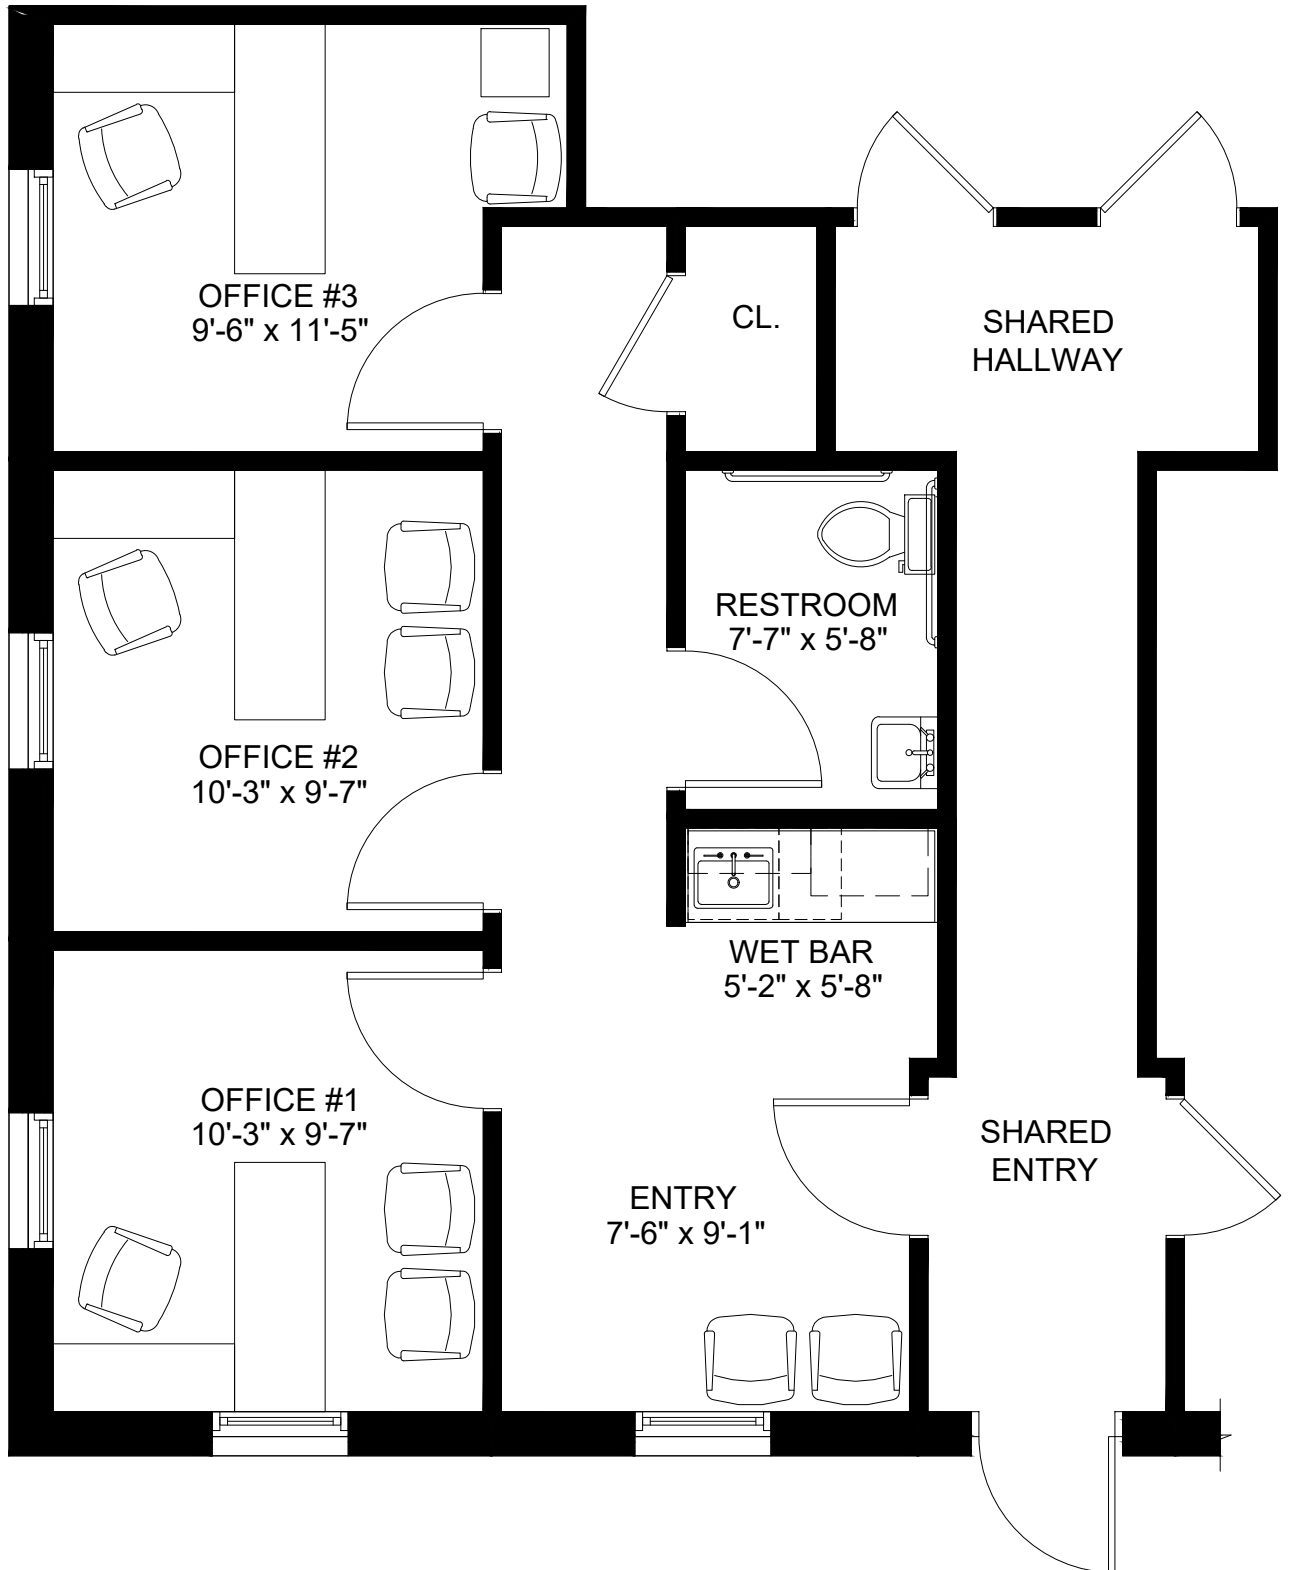 OFFICE #3
9'-6" x 11'-5"
CL.
SHARED
HALLWAY
RESTROOM
7'-7" x 5'-8"
OFFICE #2
10'-3" x 9'-7"
WET BAR
5'-2" x 5'-8"
OFFICE #1
10'-3" x 9'-7"
SHARED
ENTRY
ENTRY
7'-6" x 9'-1"